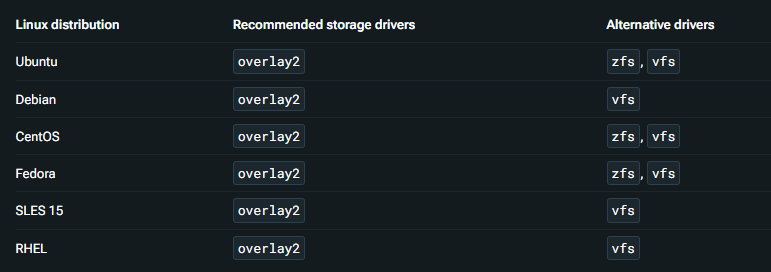 Linux distribution Recommended storage drivers Alternative drivers
Ubuntu overlay2 zfs, vfs
Debian overlay2 vfs
CentOS overlay2 zfs, vfs
Fedora overlay2 zfs, vfs
SLES 15 overlay2 vfs
RHEL overlay2 vfs